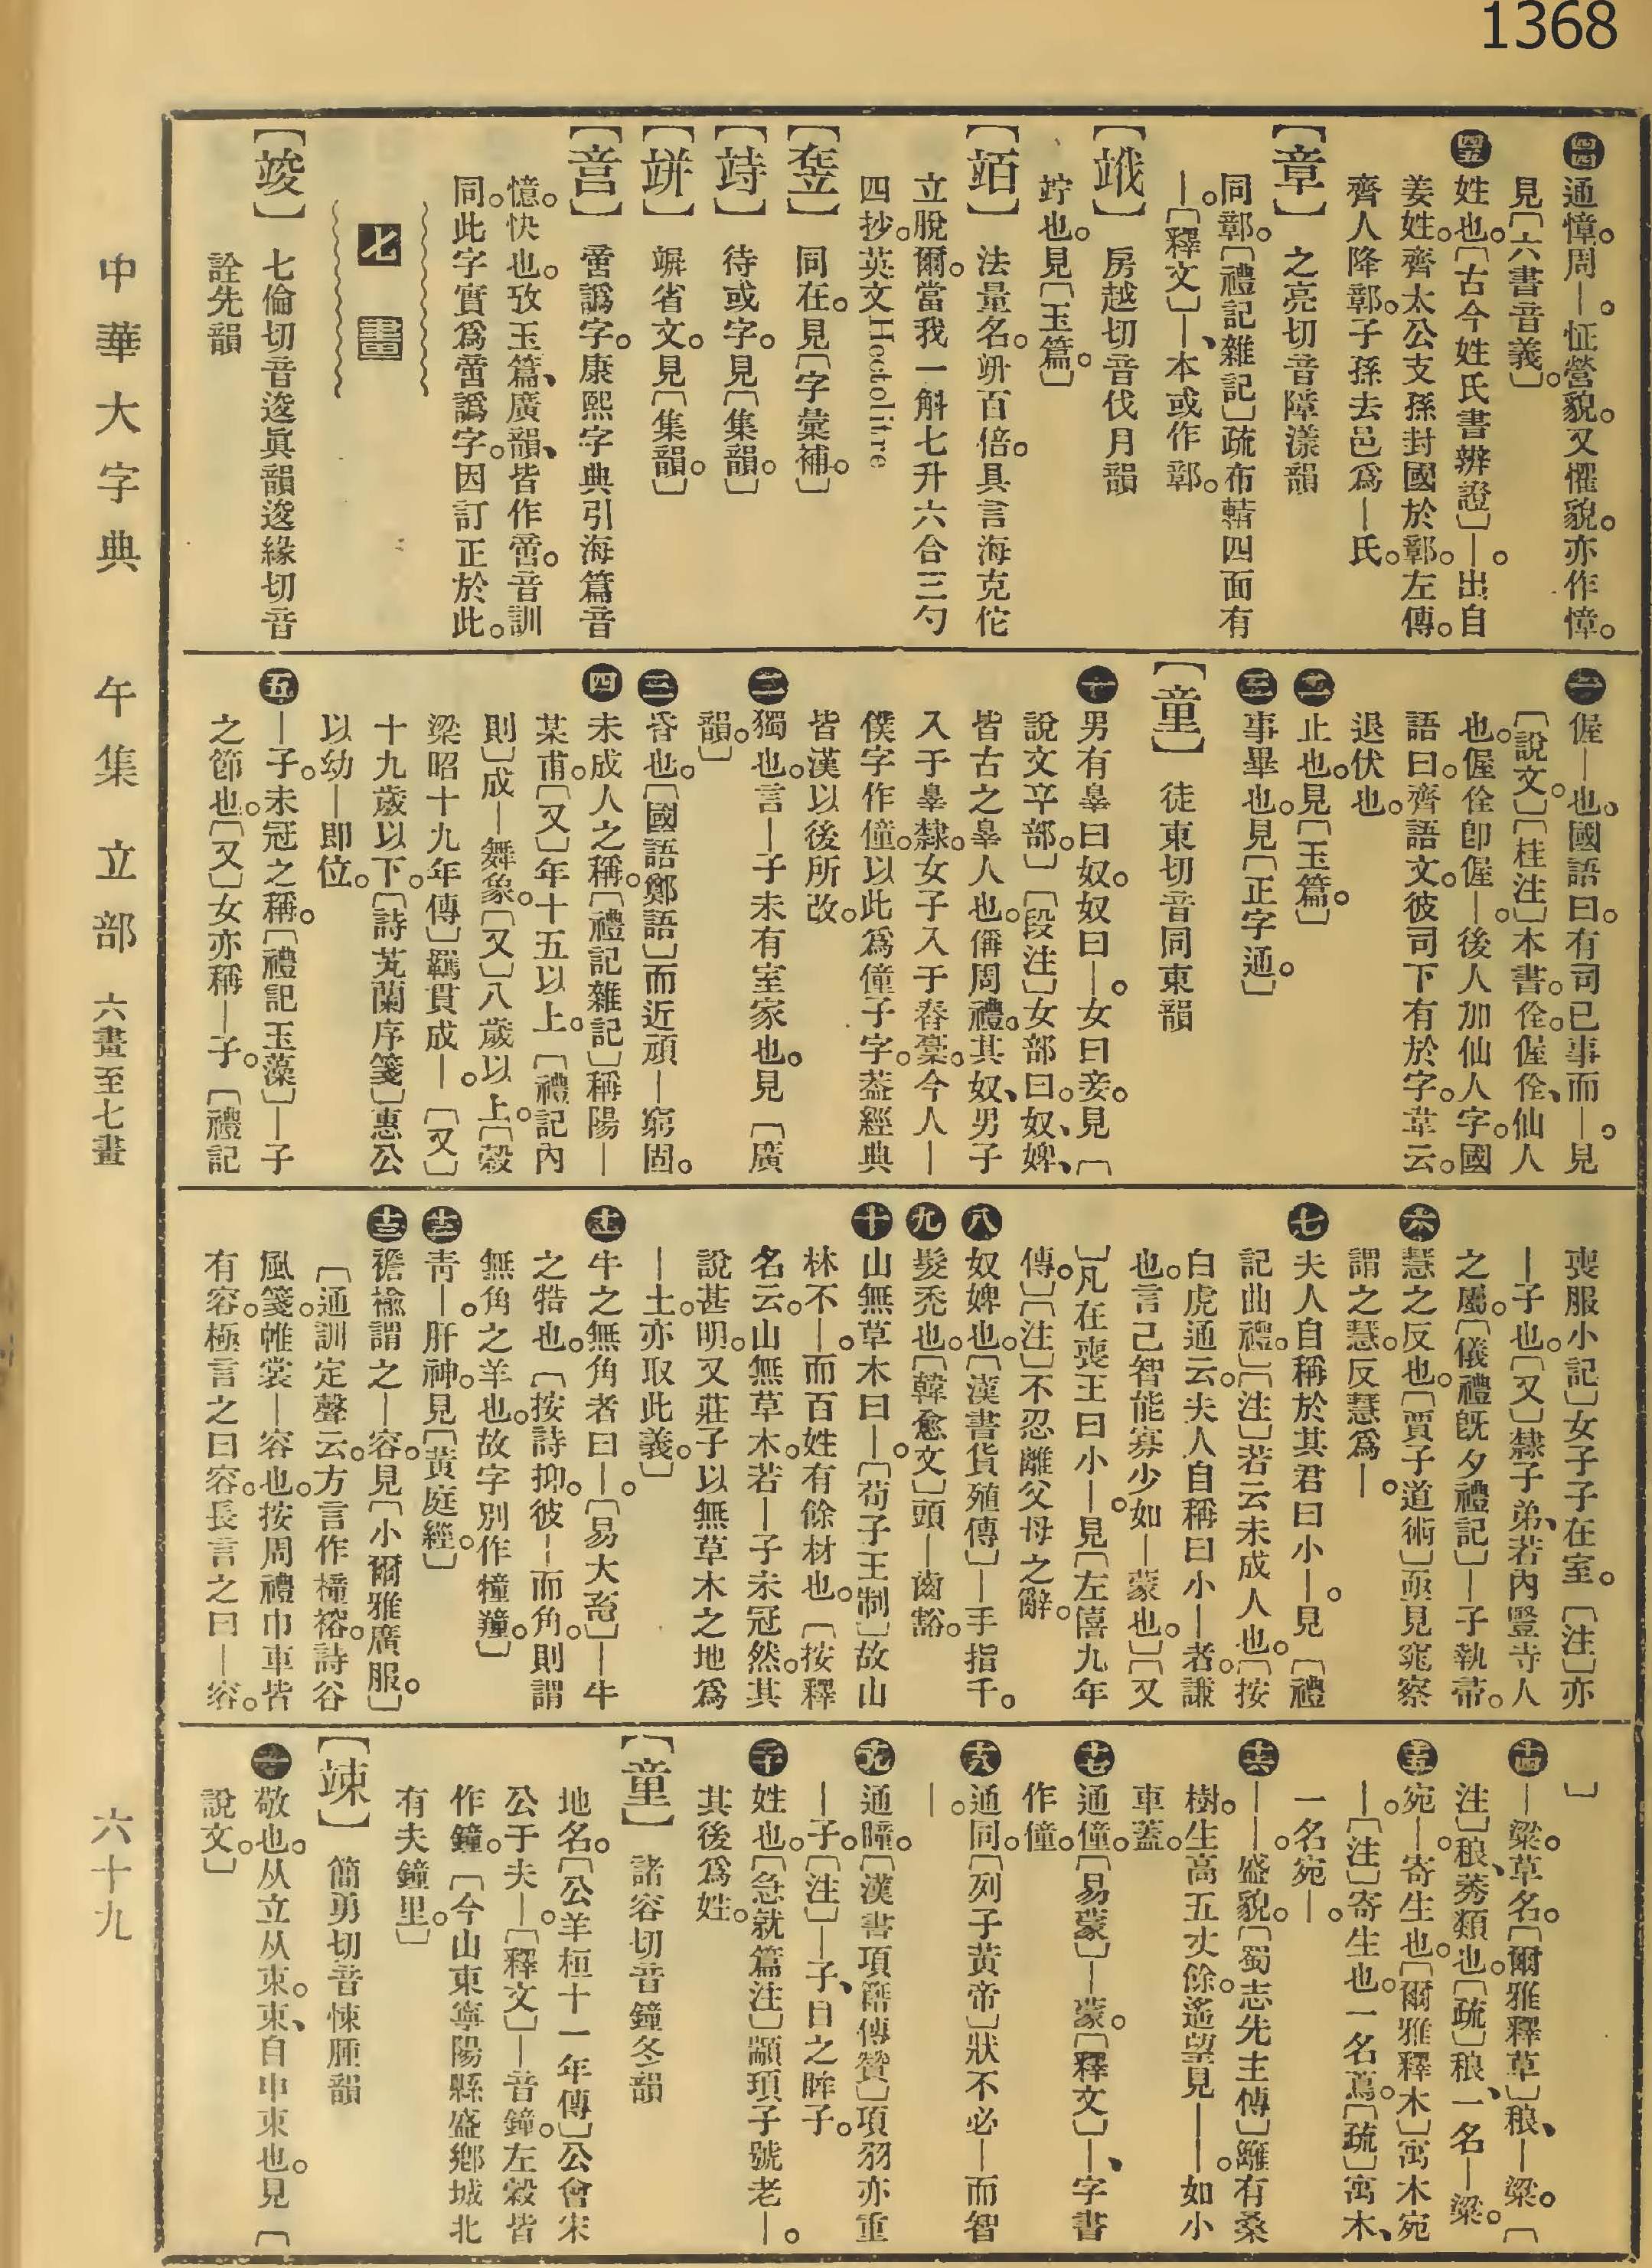 1368
㊹通慞。周｜。怔營貌。又懼貌。亦作慞。
見〔六書音義〕。
㊺姓也。〔古今姓氏書辨證〕｜。出自
姜姓。齊太公支孫封國於鄣。左傳。
齊人降鄣。子孫去邑爲｜氏。
【章】之亮切音障漾韻
同鄣。〔禮記雜記〕疏布輤四面有
｜。〔釋文〕｜、本或作鄣。
【𥩲】房越切音伐月韻
竚也。見〔玉篇〕。
【竡】法量名。竔百倍。具言海克佗
立脫爾。當我一斛七升六合三勺
四抄。英文Hectolitre
同在。見〔字彙補。〕
【䇁】待或字。見〔集韻。〕
【竮】竮省文。見〔集韻。〕
譌字。康熙字典引海篇音
憶。快也。攷玉篇、廣韻、皆作。音訓
同。此字實爲譌字。因訂正於此。
七畫
【竣】七倫切音逡眞韻逡緣切音
詮先韻
㊀偓｜也。國語曰。有司已事而｜。見
〔說文。〕〔桂注〕本書。佺。偓佺、仙人
也。偓佺卽偓｜。後人加仙人字。國
語曰。齊語文。彼司下有於字。韋云。
退伏也。
㊁止也。見〔玉篇。〕
㊂事畢也。見〔正字通。〕
【童】徒東切音同東韻
㊀男有辠曰奴。奴曰｜。女曰妾。見〔
說文䇂部。〕〔段注〕女部曰。奴、婢、
皆古之辠人也。偁周禮。其奴、男子
入于辠隸。女子入于舂稾。今人｜
僕字作僮。以此爲僮子字。葢經典
皆漢以後所改。
㊁獨也。言｜子未有室家也。見〔廣
韻。〕
㊂昏也。〔國語鄭語〕而近頑｜窮固。
㊃未成人之稱。〔禮記雜記〕稱陽｜
某甫。〔又〕年十五以上。〔禮記內
則〕成｜舞象。〔又〕八歲以上。〔穀
梁昭十九年傳〕羈貫成｜。〔又〕
十九歲以下。〔詩芄蘭序箋〕惠公
以幼｜卽位。
㊄｜子。未冠之稱。〔禮記玉藻〕｜子
之節也。〔又〕女亦稱｜子。〔禮記
喪服小記〕女子子在室。〔注〕亦
｜子也。〔又〕隸子弟、若內豎寺人
之屬。〔儀禮旣夕禮記〕｜子執帚。
㊅慧之反也。〔賈子道術〕亟見窕察
謂之慧。反慧爲｜。
㊆夫人自稱於其君曰小｜。見〔禮
記曲禮。〕〔注〕若云未成人也。〔按
白虎通云。夫人自稱曰小｜者。謙
也。言己智能寡少。如｜蒙也。〕〔又
〕凡在喪王曰小｜。見〔左僖九年
傳。〕〔注〕不忍離父母之辭。
㊇奴婢也。〔漢書貨殖傳〕｜手指千。
㊈髮禿也。〔韓愈文〕頭｜齒豁。
㊉山無草木曰｜。〔荀子王制〕故山
林不｜。而百姓有餘材也。〔按釋
名云。山無草木。若｜子未冠然。其
說甚明。又莊子以無草木之地爲
｜土。亦取此義。〕
⑪牛之無角者曰｜。〔易大畜〕｜牛
之牿也。〔按詩抑。彼｜而角。則謂
無角之羊也。故字別作犝羵。〕
⑫靑｜。肝神。見〔黃庭經。〕
⑬襜褕謂之｜容。見〔小爾雅廣服。〕
〔通訓定聲云。方言作橦裕。詩谷
風箋。帷裳｜容也。按周禮巾車皆
有容。極言之曰容。長言之曰｜容。
〕
⑭｜粱。草名。〔爾雅釋草〕稂、｜粱。〔
注〕稂、莠類也。〔疏〕稂、一名｜粱。
⑮宛｜。寄生也。〔爾雅釋木〕寓木宛
｜。〔注〕寄生也。一名蔦。〔疏〕寓木、
一名宛｜。
⑯｜｜。盛貌。〔蜀志先主傳〕籬有桑
樹。生高五丈餘。遙望見｜｜。如小
車蓋。
⑰通僮。〔易蒙〕｜蒙。〔釋文〕｜、字書
作僮。
⑱通同。〔列子黃帝〕狀不必｜而智
｜。
⑲通瞳。〔漢書項籍傳贊〕項羽亦重
｜子。〔注〕｜子、目之眸子。
⑳姓也。〔急就篇注〕顓頊子號老｜。
其後爲姓。
【童】諸容切音鐘冬韻
地名。〔公羊桓十一年傳〕公會宋
公于夫｜。〔釋文〕｜音鐘。左穀皆
作鐘。〔今山東寧陽縣盛鄉城北
有夫鐘里。〕
【竦】簡勇切音悚腫韻
㊀敬也。从立从束。束、自申束也。見〔
說文。〕
中華大字典　午集　立部　六畫至七畫　六十九